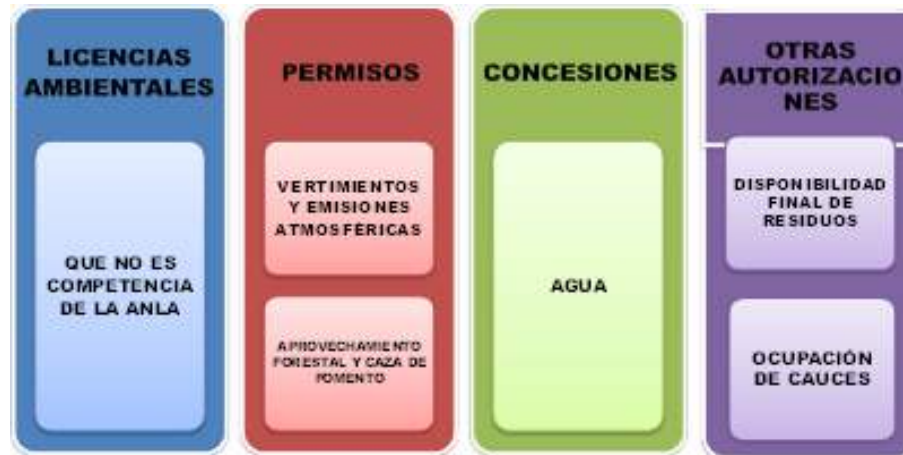 LICENCIAS
AMBIENTALES
QUE NO ES
COMPETENCIA
DE LA ANLA
PERMISOS
VERTIMIENTOS
Y EMISIONES
ATMOSFÉRICAS
APROVECHAMIENTO
FORESTAL Y CAZA DE
FOMENTO
CONCESIONES
AGUA
OTRAS
AUTORIZACIO
NES
DISPONIBILIDAD
FINAL DE
RESIDUOS
OCUPACIÓN
DE CAUCES